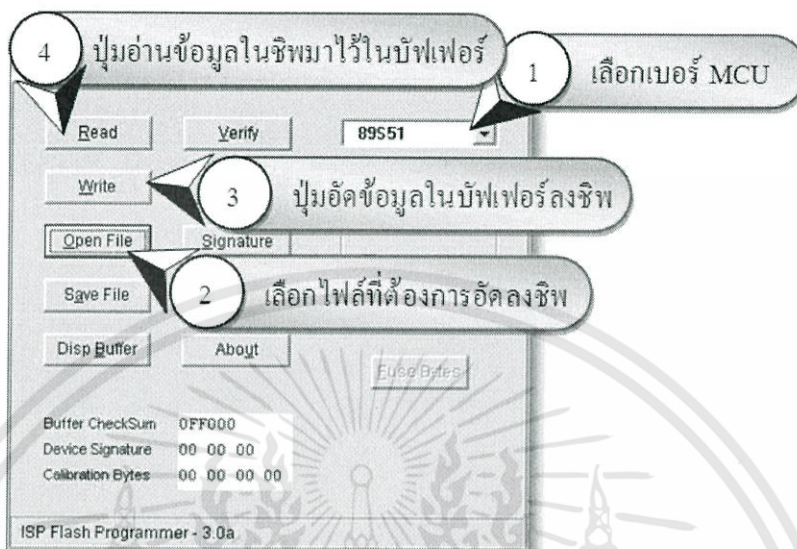 4 ปุ่มอ่านข้อมูลในชิพมาไว้ในบัฟเฟอร์
1 เลือกเบอร์ MCU
Read Verify 89S51
Write
3 ปุ่มอัดข้อมูลในบัฟเฟอร์ลงชิพ
Open File Signature
Save File
2 เลือกไฟล์ที่ต้องการอัดลงชิพ
Disp Buffer About
Fuse Bytes
Buffer CheckSum 0FF000
Device Signature 00 00 00
Calibration Bytes 00 00 00 00
ISP Flash Programmer - 3.0a